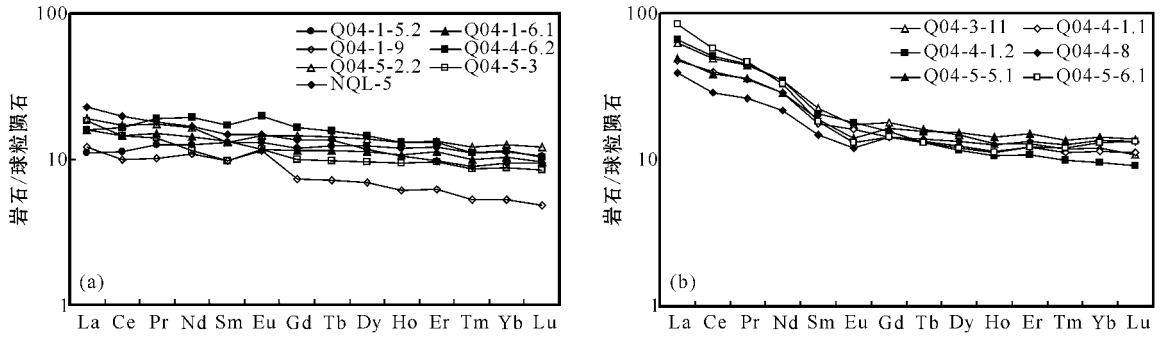 100
10
1
岩石/球粒陨石
Q04-1-5.2 Q04-1-6.1
Q04-1-9 Q04-4-6.2
Q04-5-2.2 Q04-5-3
NQL-5
(a)
La Ce Pr Nd Sm Eu Gd Tb Dy Ho Er Tm Yb Lu
100
10
1
岩石/球粒陨石
Q04-3-11 Q04-4-1.1
Q04-4-1.2 Q04-4-8
Q04-5-5.1 Q04-5-6.1
(b)
La Ce Pr Nd Sm Eu Gd Tb Dy Ho Er Tm Yb Lu